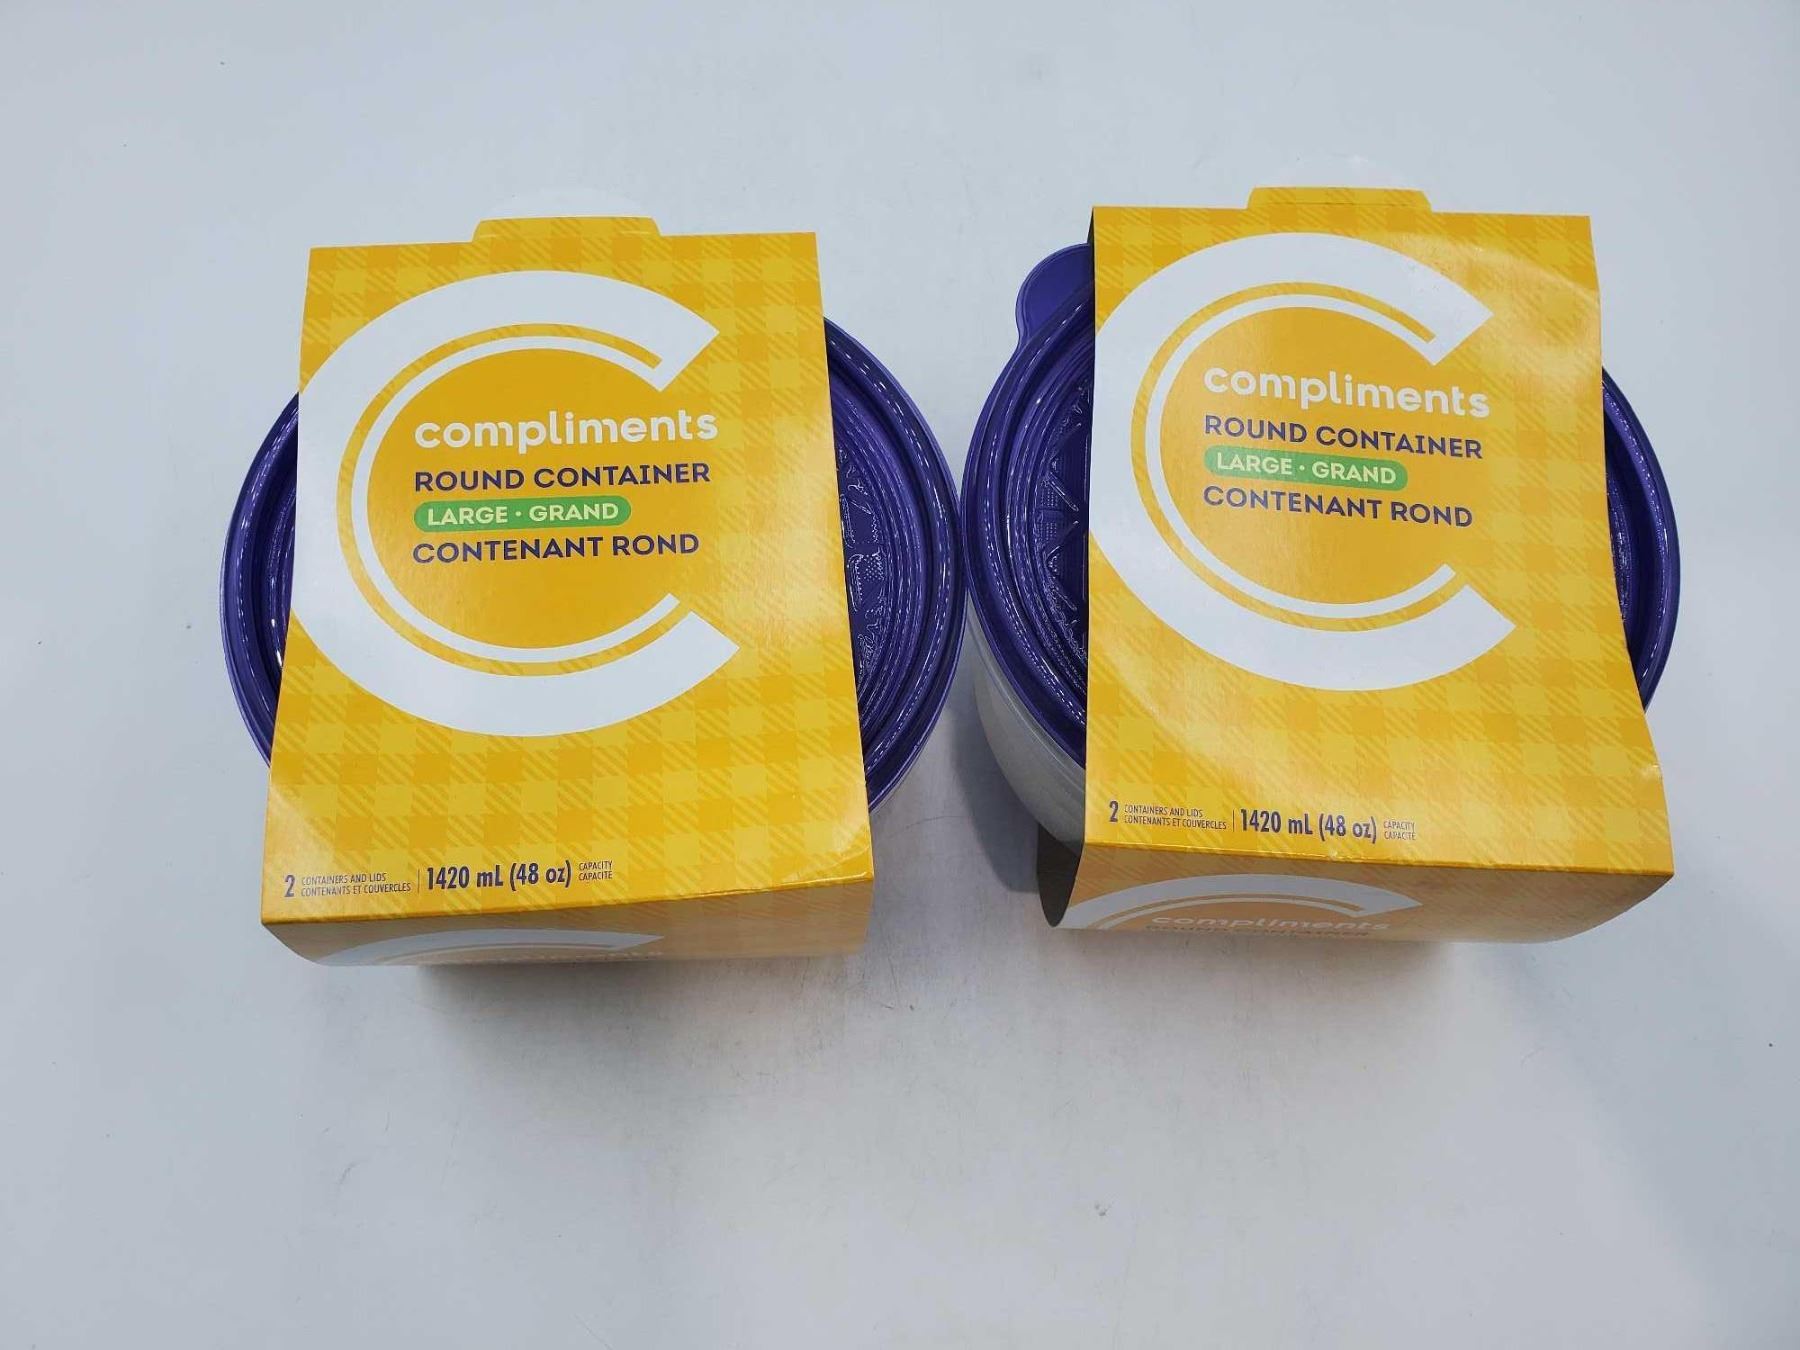 compliments
ROUND CONTAINER
LARGE · GRAND
CONTENANT ROND
2 CONTAINERS AND LIDS
CONTENANTS ET COUVERCLES
1420 mL (48 oz) CAPACITY
CAPACITÉ
compliments
ROUND CONTAINER
LARGE · GRAND
CONTENANT ROND
2 CONTAINERS AND LIDS
CONTENANTS ET COUVERCLES
1420 mL (48 oz) CAPACITY
CAPACITÉ
compliments